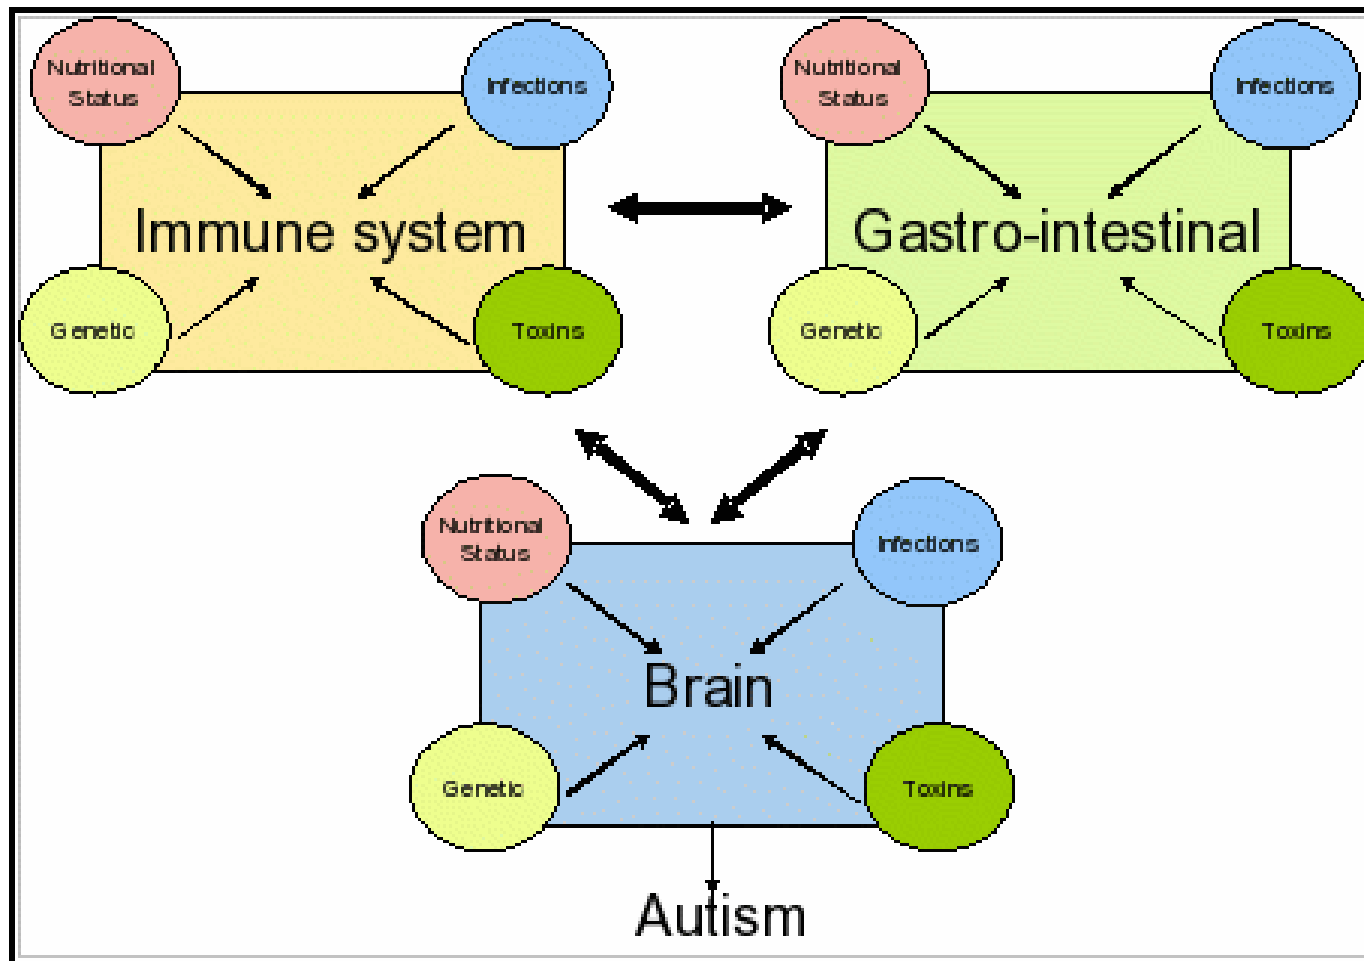 Nutritional
Status
Infections
Immune system
Genetic
Toxins
Nutritional
Status
Infections
Gastro-intestinal
Genetic
Toxins
Nutritional
Status
Infections
Brain
Genetic
Toxins
Autism